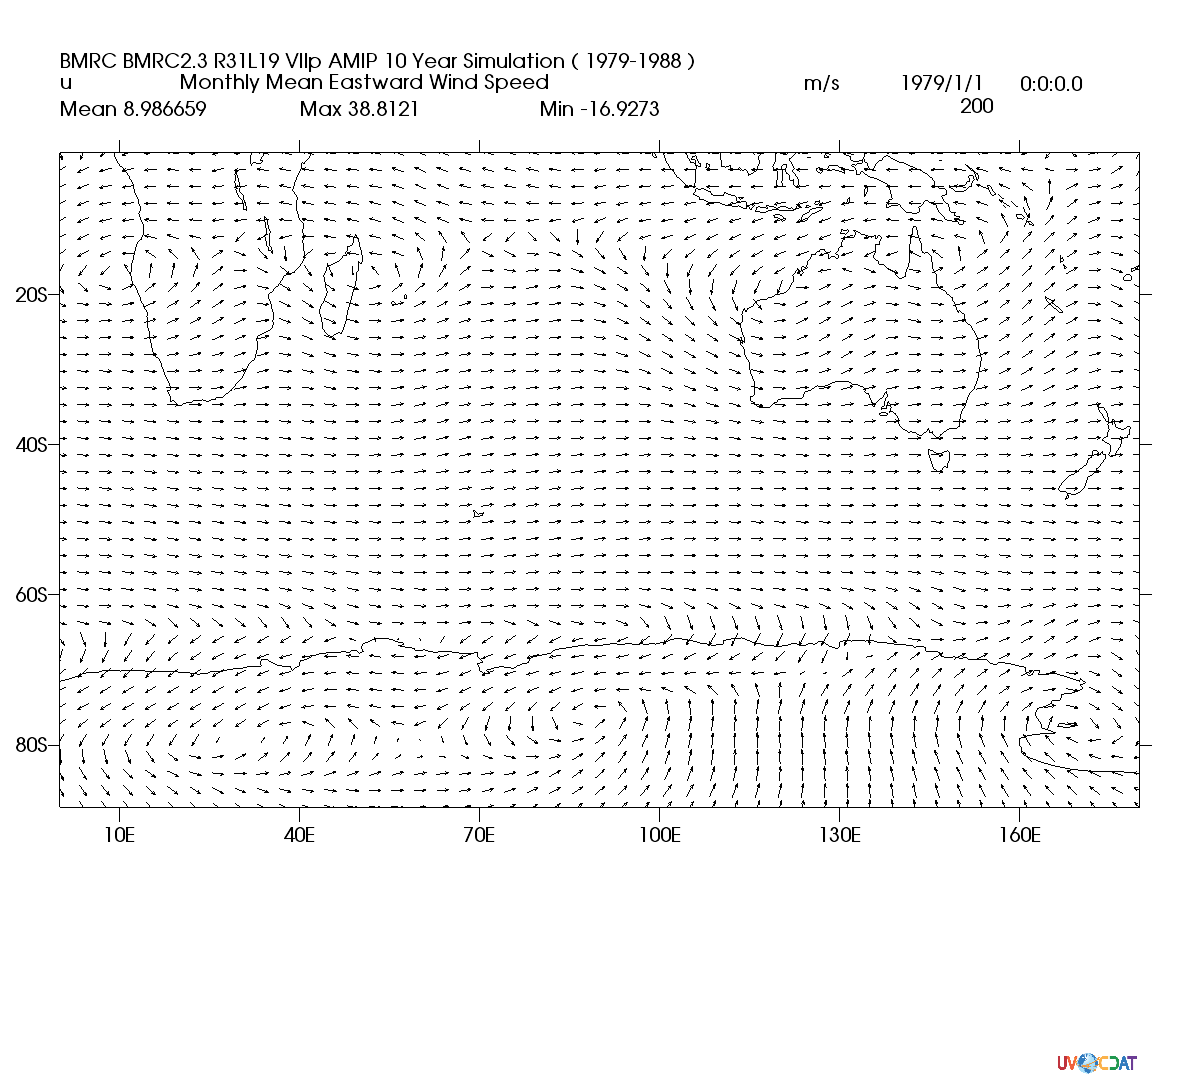 BMRC BMRC2.3 R31L19 VIIp AMIP 10 Year Simulation ( 1979-1988 )
u Monthly Mean Eastward Wind Speed m/s 1979/1/1 0:0:0.0
Mean 8.986659 Max 38.8121 Min -16.9273 200
20S
40S
60S
80S
10E 40E 70E 100E 130E 160E
UV CDAT